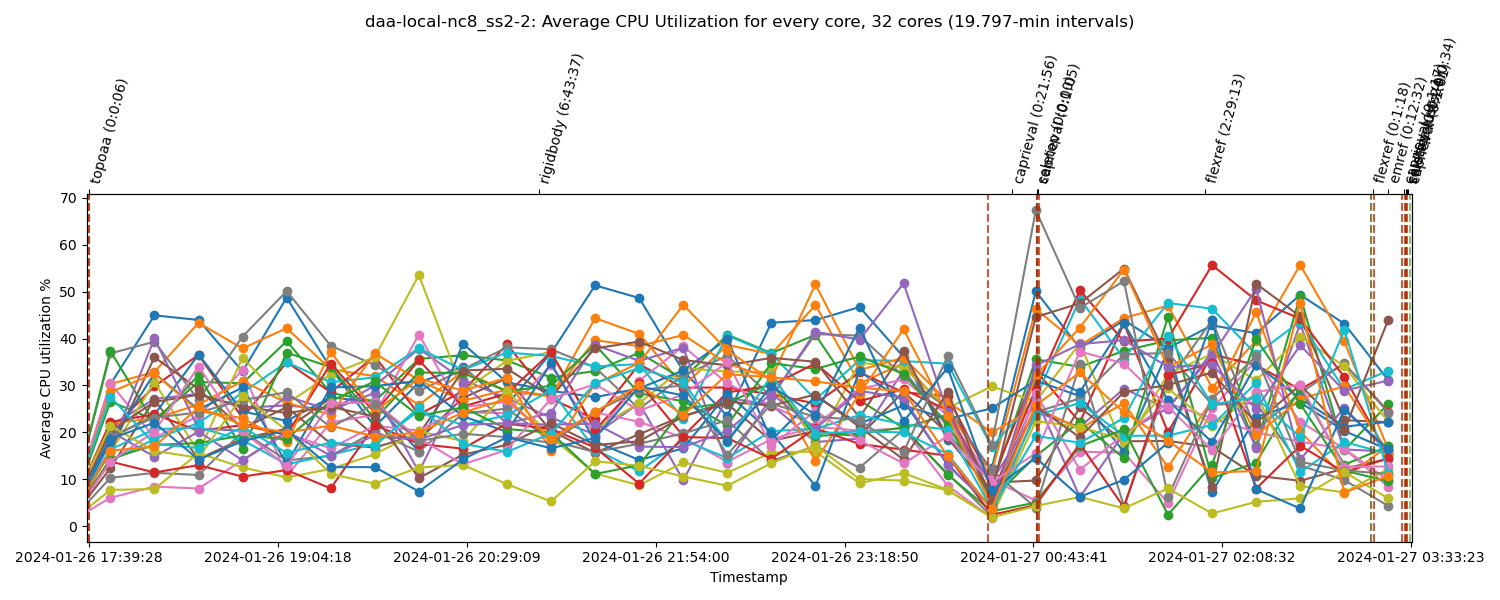 daa-local-nc8_ss2-2: Average CPU Utilization for every core, 32 cores (19.797-min intervals)
topoaa (0:0:06)
rigidbody (6:43:37)
caprieval (0:21:56)
flexref (2:29:13)
flexref (0:1:18)
emref (0:12:32)
Average CPU utilization %
70
60
50
40
30
20
10
0
2024-01-26 17:39:28
2024-01-26 19:04:18
2024-01-26 20:29:09
2024-01-26 21:54:00
2024-01-26 23:18:50
2024-01-27 00:43:41
2024-01-27 02:08:32
2024-01-27 03:33:23
Timestamp